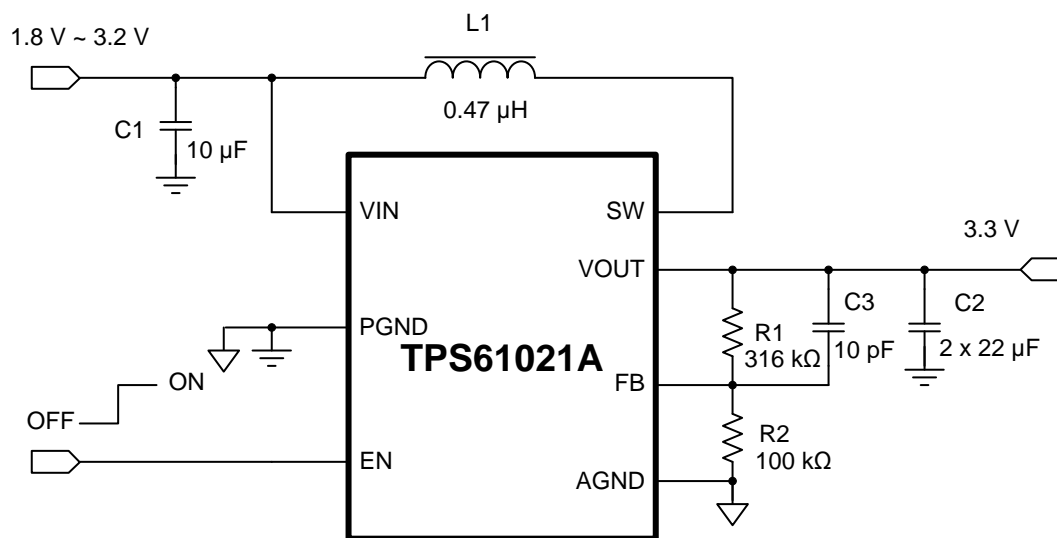 L1
1.8 V ~ 3.2 V
0.47 µH
C1
10 µF
VIN
SW
3.3 V
VOUT
C3
C2
PGND
R1
10 pF
2 x 22 µF
TPS61021A
316 kΩ
ON
FB
OFF
R2
EN
100 kΩ
AGND